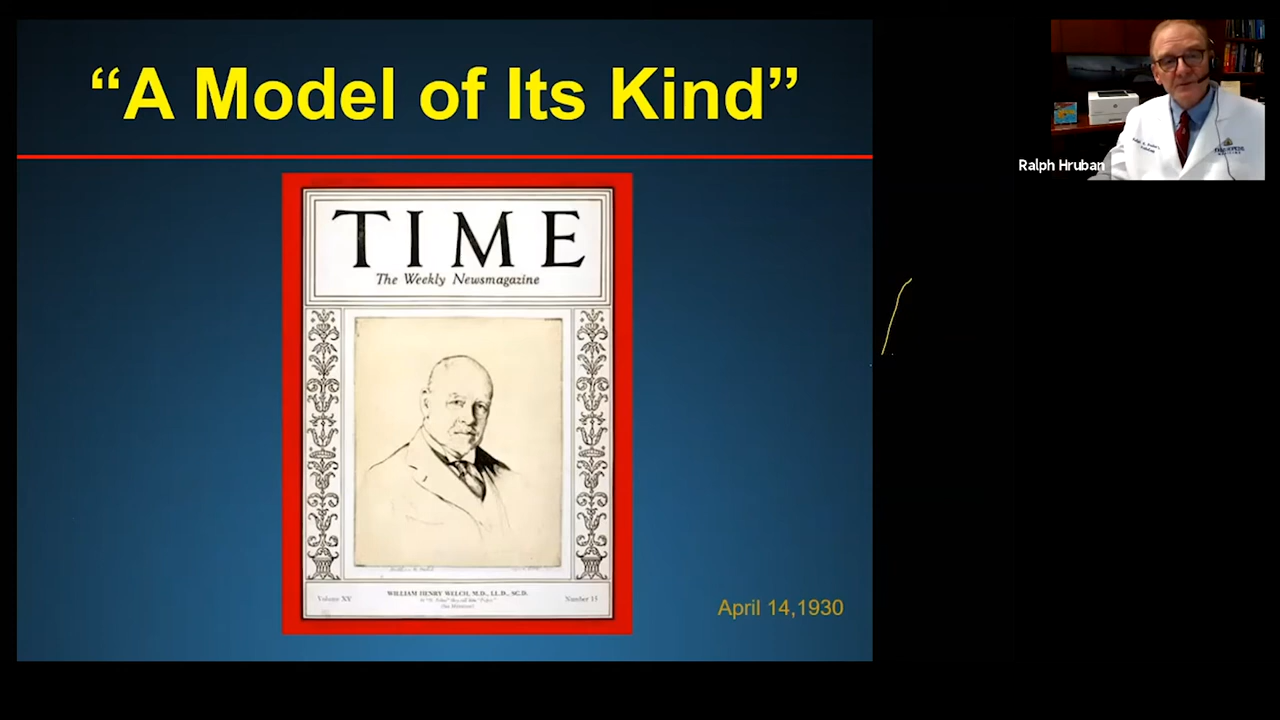 “A Model of Its Kind”
TIME
The Weekly Newsmagazine
Volume XV
WILLIAM HENRY WELCH, M.D., LL.D., SC.D.
Number 15
April 14,1930
Ralph Hruban